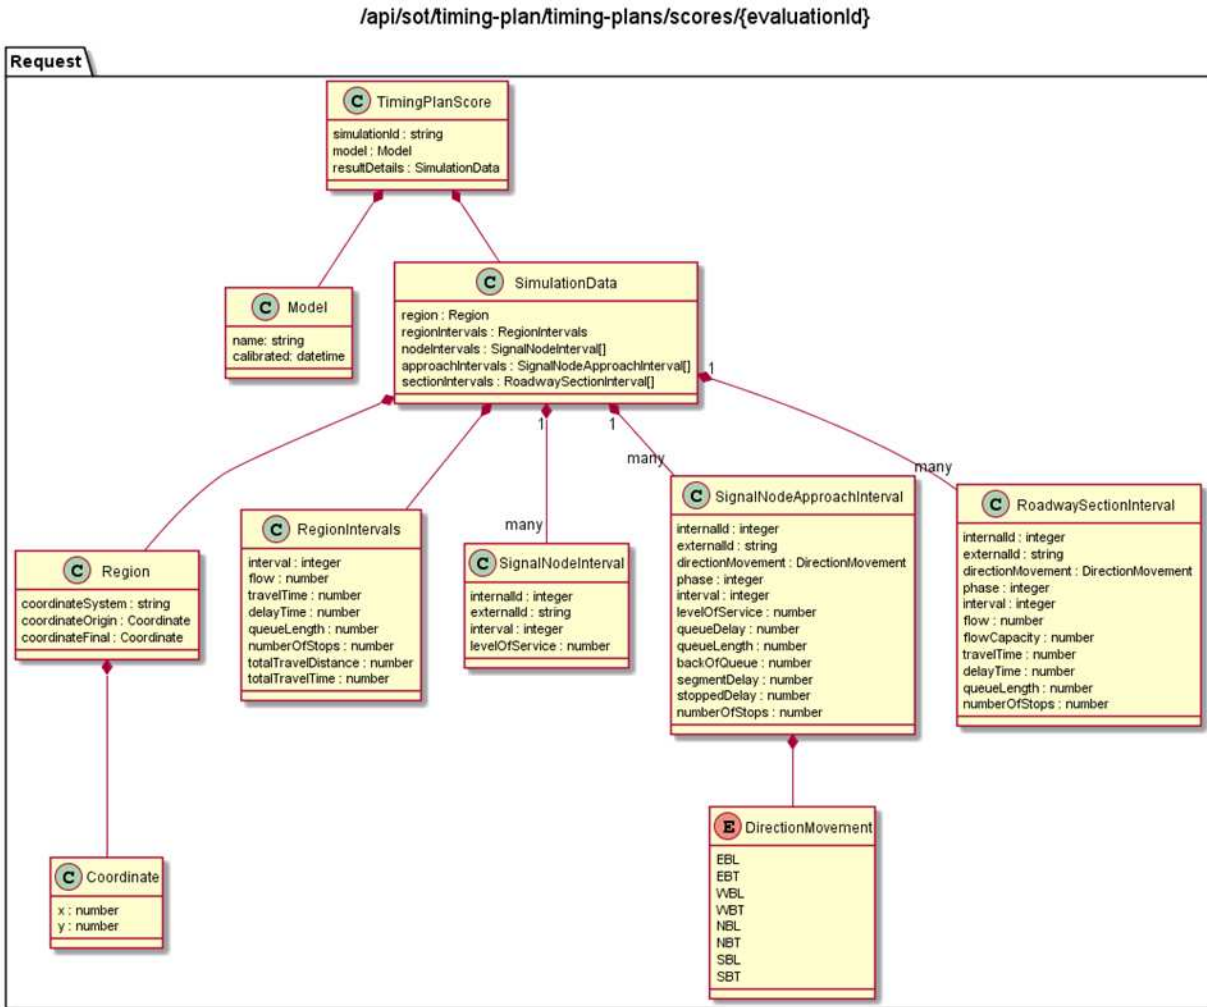 /api/sot/timing-plan/timing-plans/scores/{evaluationId}
Request
C TimingPlanScore
simulationId : string
model : Model
resultDetails : SimulationData
C Model
name: string
calibrated: datetime
C SimulationData
region : Region
regionIntervals : RegionIntervals
nodeIntervals : SignalNodeInterval[]
approachIntervals : SignalNodeApproachInterval[]
sectionIntervals : RoadwaySectionInterval[]
1
1
1
many
many
many
C Region
coordinateSystem : string
coordinateOrigin : Coordinate
coordinateFinal : Coordinate
C RegionIntervals
interval : integer
flow : number
travelTime : number
delayTime : number
queueLength : number
numberOfStops : number
totalTravelDistance : number
totalTravelTime : number
C SignalNodeInterval
internalId : integer
externalId : string
interval : integer
levelOfService : number
C SignalNodeApproachInterval
internalId : integer
externalId : string
directionMovement : DirectionMovement
phase : integer
interval : integer
levelOfService : number
queueDelay : number
queueLength : number
backOfQueue : number
segmentDelay : number
stoppedDelay : number
numberOfStops : number
C RoadwaySectionInterval
internalId : integer
externalId : string
directionMovement : DirectionMovement
phase : integer
interval : integer
flow : number
flowCapacity : number
travelTime : number
delayTime : number
queueLength : number
numberOfStops : number
C Coordinate
x : number
y : number
E DirectionMovement
EBL
EBT
WBL
WBT
NBL
NBT
SBL
SBT